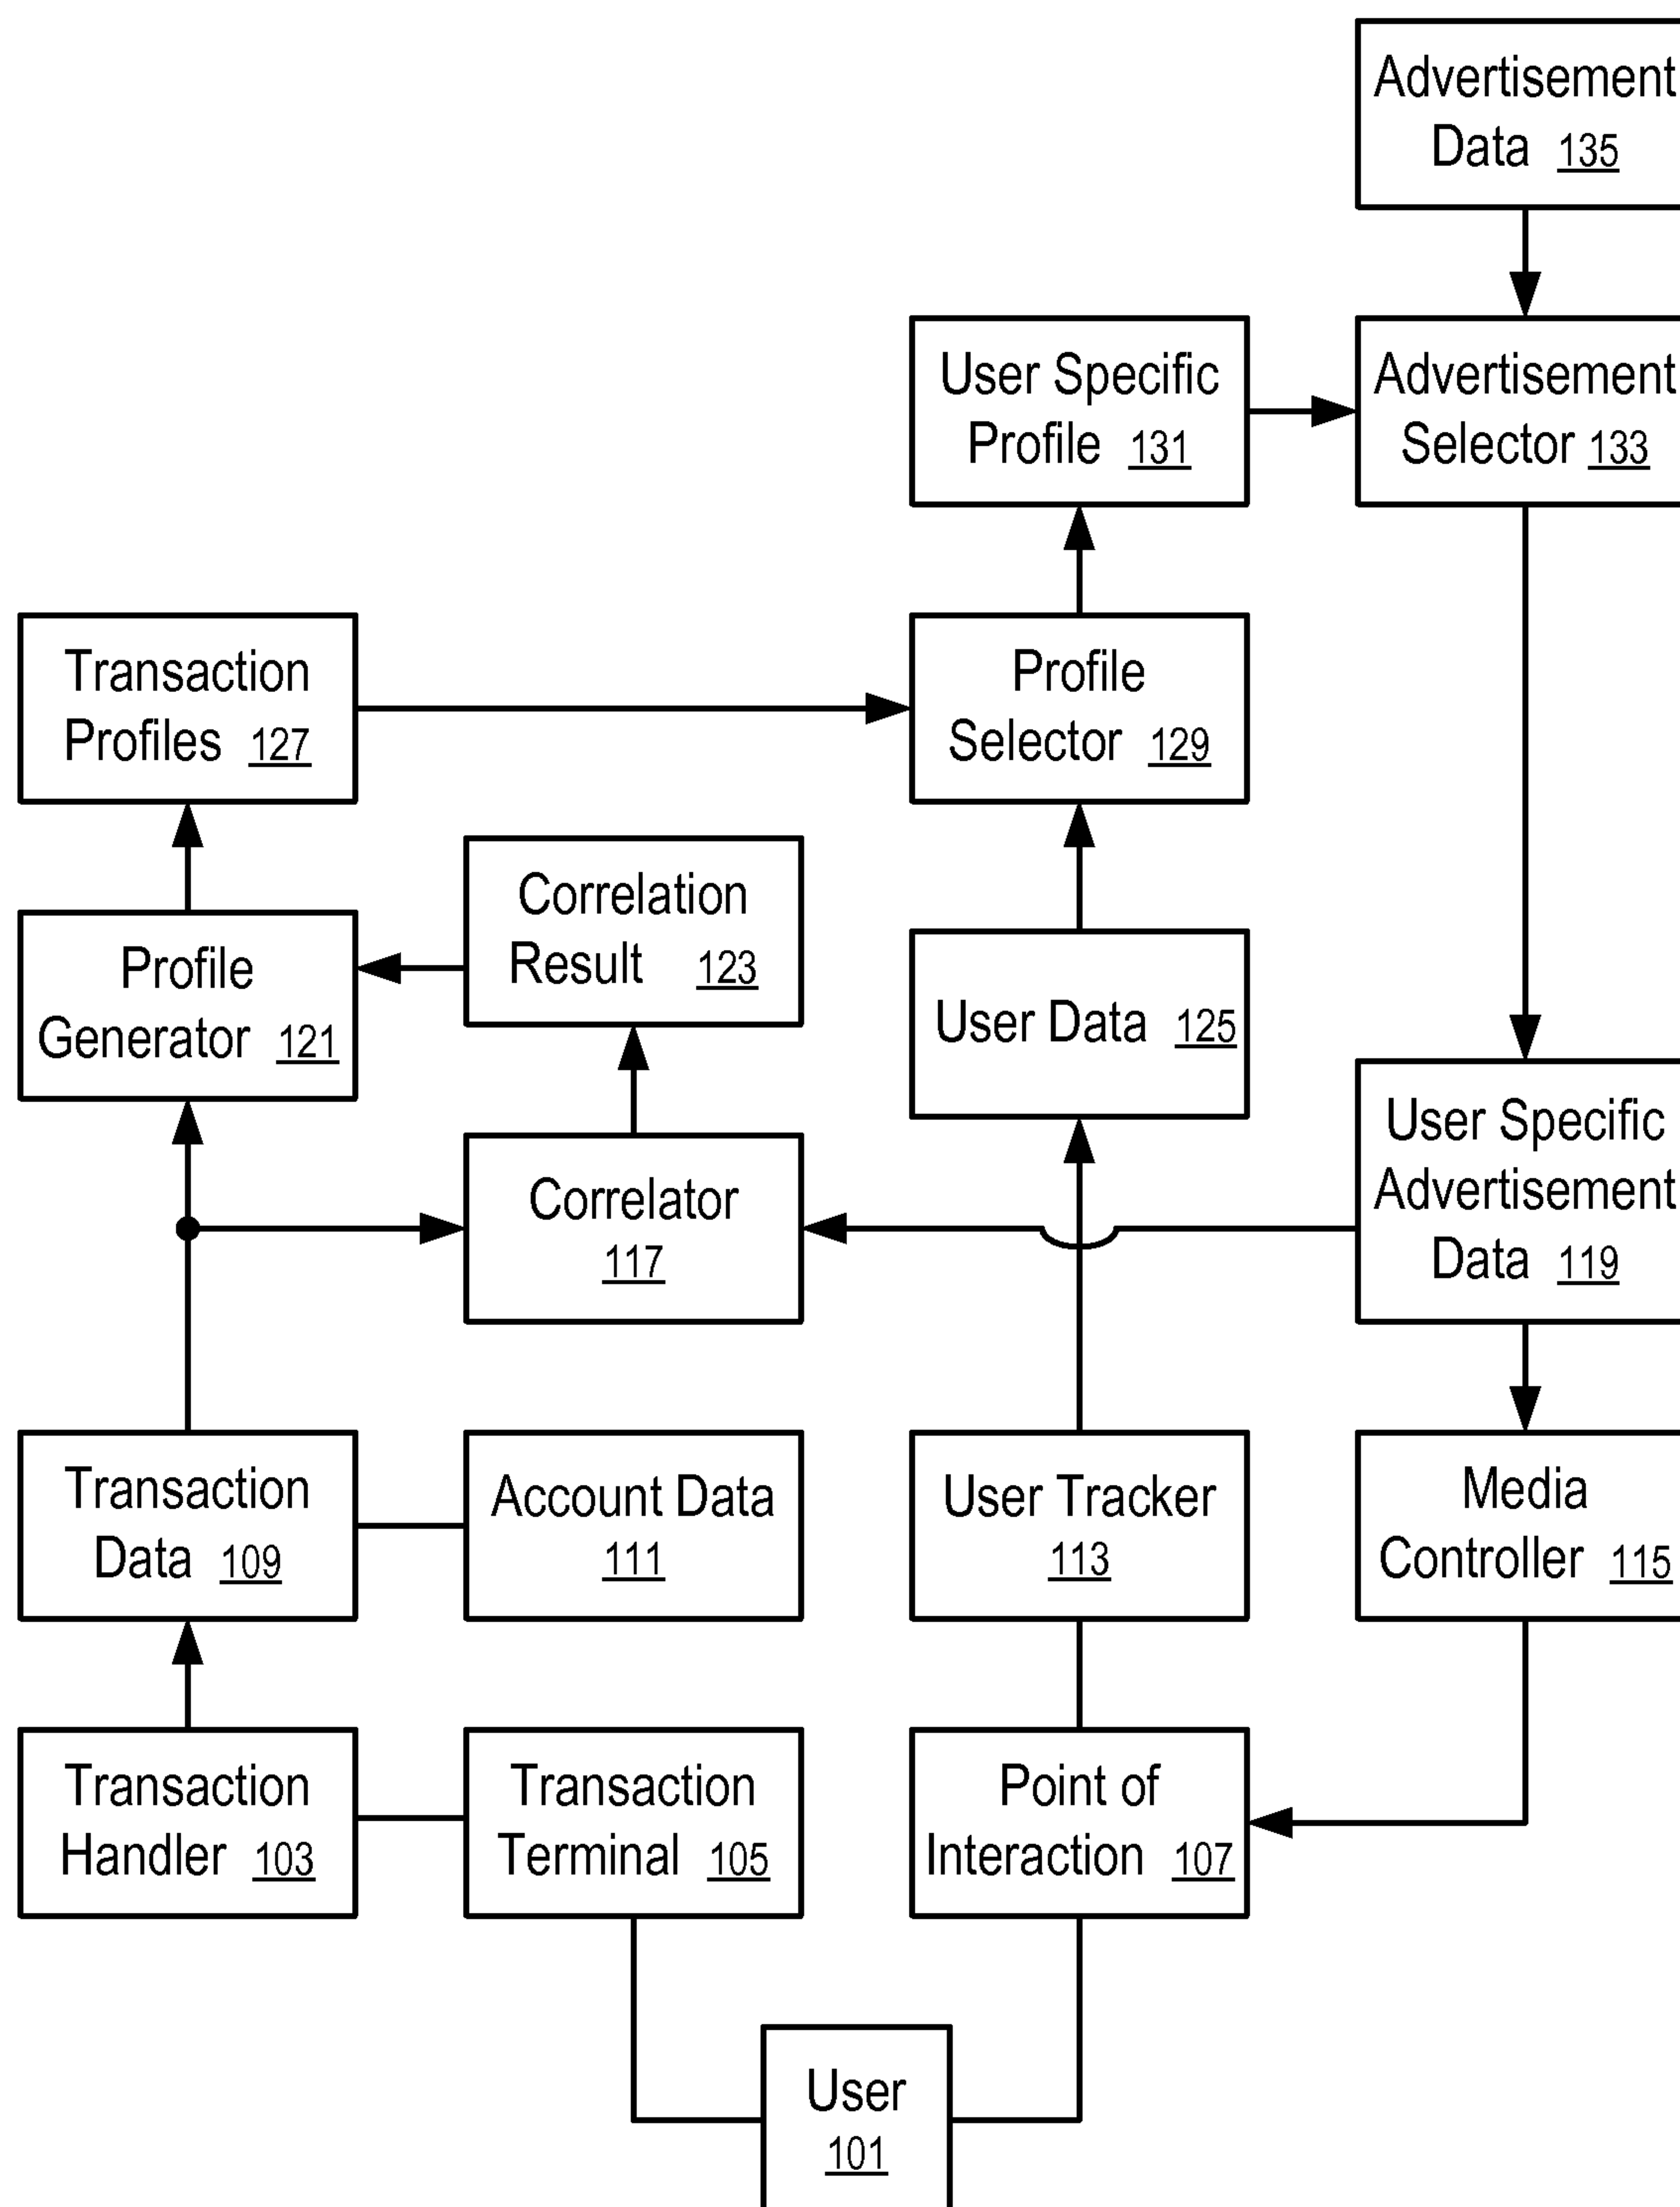 Advertisement
Data 135
User Specific
Profile 131
Advertisement
Selector 133
Transaction
Profiles 127
Profile
Selector 129
Correlation
Result 123
Profile
Generator 121
User Data 125
User Specific
Advertisement
Data 119
Correlator
117
Transaction
Data 109
Account Data
111
User Tracker
113
Media
Controller 115
Transaction
Handler 103
Transaction
Terminal 105
Point of
Interaction 107
User
101